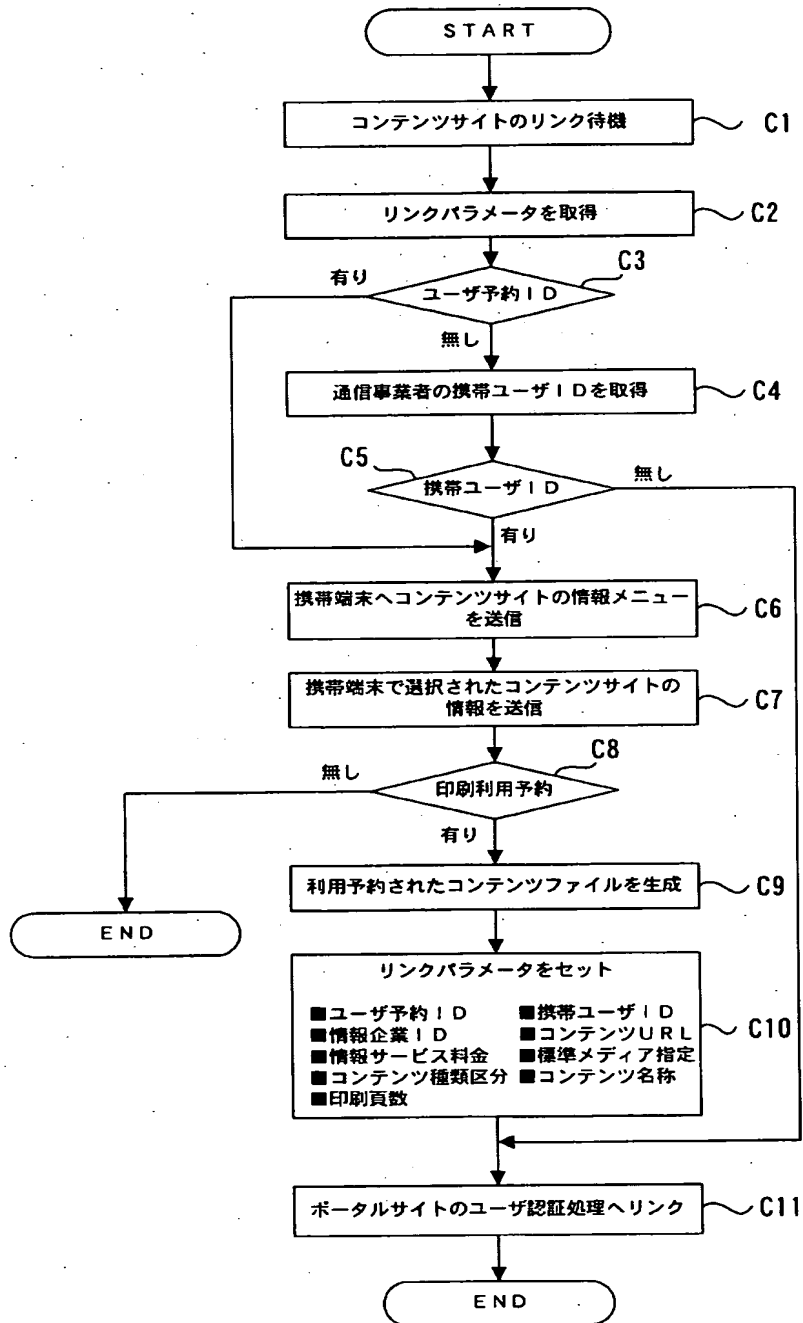 START
コンテンツサイトのリンク待機
C1
リンクパラメータを取得
C2
C3
有り
ユーザ予約ID
無し
通信事業者の携帯ユーザIDを取得
C4
C5
携帯ユーザID
無し
有り
携帯端末へコンテンツサイトの情報メニュー
を送信
C6
携帯端末で選択されたコンテンツサイトの
情報を送信
C7
C8
無し
印刷利用予約
有り
利用予約されたコンテンツファイルを生成
C9
END
リンクパラメータをセット
■ユーザ予約ID ■携帯ユーザID
■情報企業ID ■コンテンツURL
■情報サービス料金 ■標準メディア指定
■コンテンツ種類区分 ■コンテンツ名称
■印刷頁数
C10
ポータルサイトのユーザ認証処理へリンク
C11
END